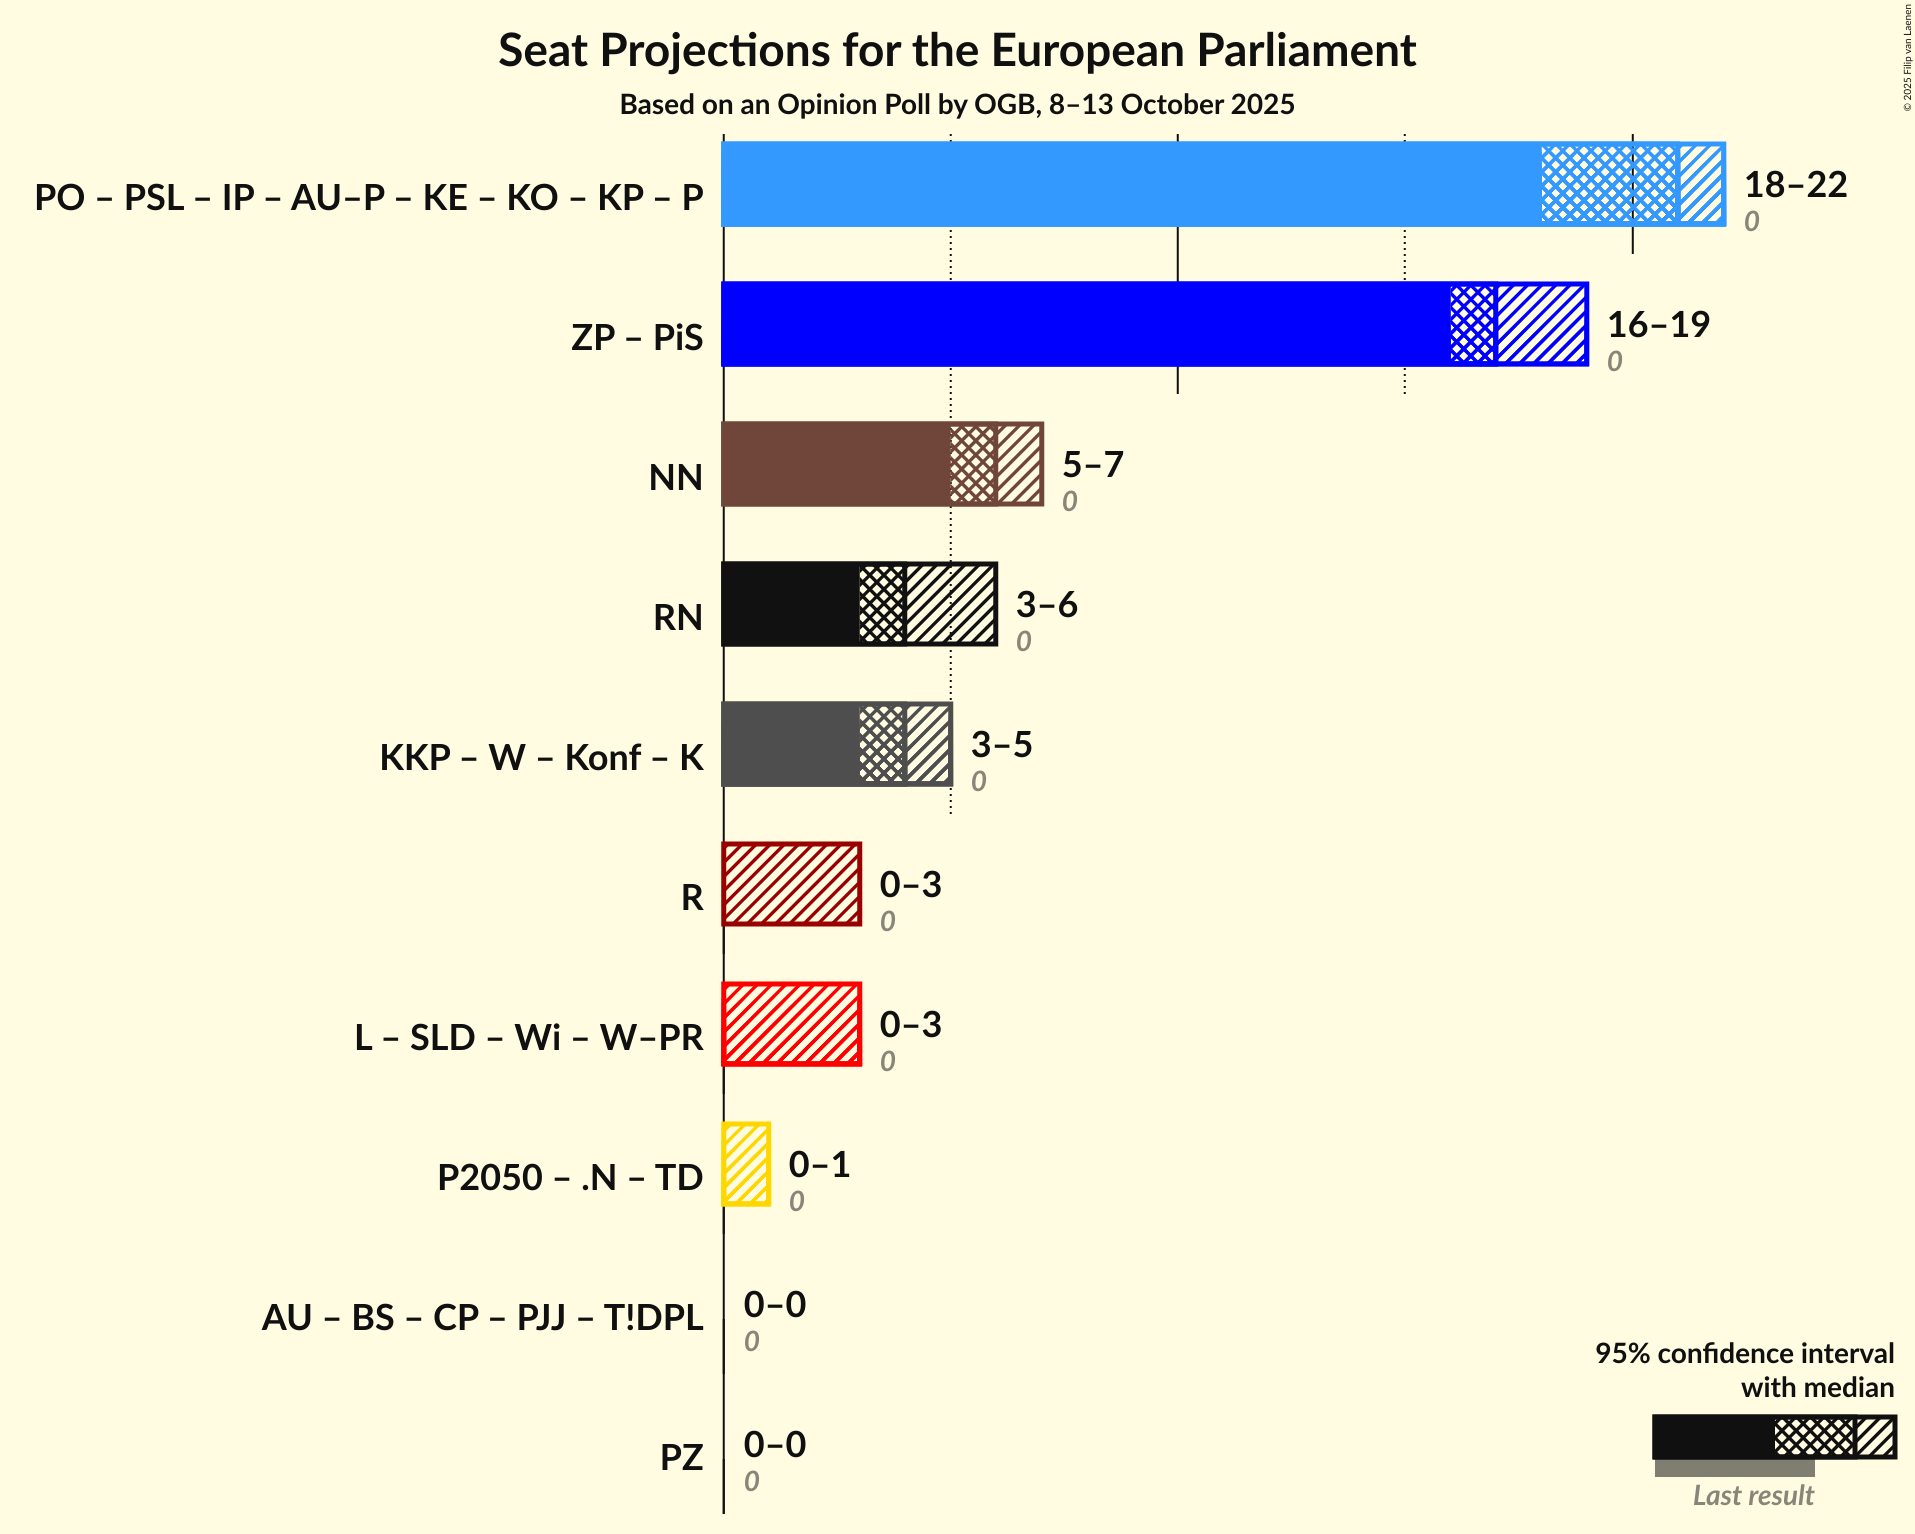 Seat Projections for the European Parliament
Based on an Opinion Poll by OGB, 8–13 October 2025
© 2025 Filip van Laenen
PO – PSL – IP – AU–P – KE – KO – KP – P
18–22
0
ZP – PiS
16–19
0
NN
5–7
0
RN
3–6
0
KKP – W – Konf – K
3–5
0
R
0–3
0
L – SLD – Wi – W–PR
0–3
0
P2050 – .N – TD
0–1
0
AU – BS – CP – PJJ – T!DPL
0–0
0
PZ
0–0
0
95% confidence interval
with median
Last result